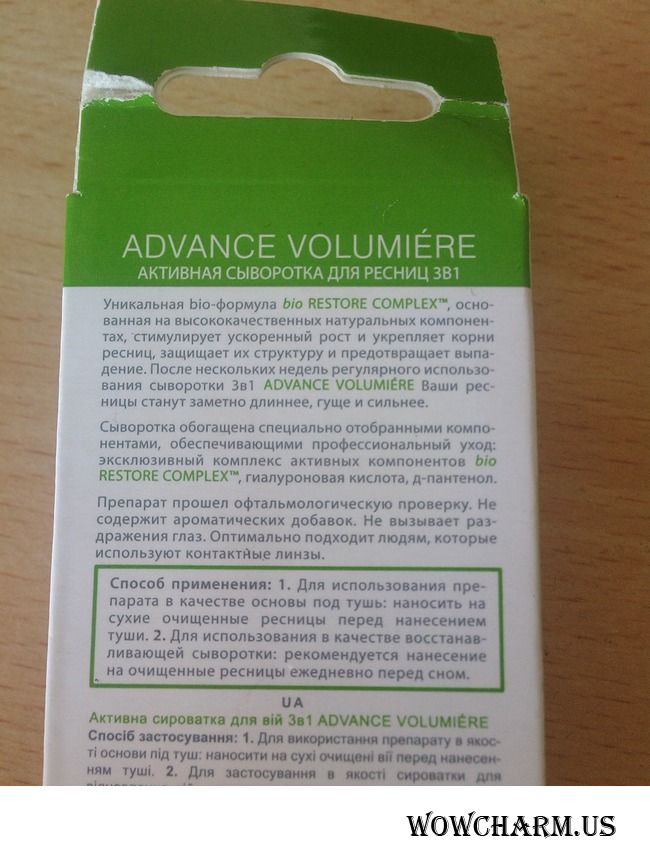 ADVANCE VOLUMIÉRE
АКТИВНАЯ СЫВОРОТКА ДЛЯ РЕСНИЦ 3В1
Уникальная bio-формула bio RESTORE COMPLEX™, осно-
ванная на высококачественных натуральных компонен-
тах, стимулирует ускоренный рост и укрепляет корни
ресниц, защищает их структуру и предотвращает выпа-
дение. После нескольких недель регулярного использо-
вания сыворотки 3в1 ADVANCE VOLUMIÉRE Ваши рес-
ницы станут заметно длиннее, гуще и сильнее.
Сыворотка обогащена специально отобранными компо-
нентами, обеспечивающими профессиональный уход:
эксклюзивный комплекс активных компонентов bio
RESTORE COMPLEX™, гиалуроновая кислота, д-пантенол.
Препарат прошел офтальмологическую проверку. Не
содержит ароматических добавок. Не вызывает раз-
дражения глаз. Оптимально подходит людям, которые
используют контактные линзы.
Способ применения: 1. Для использования пре-
парата в качестве основы под тушь: наносить на
сухие очищенные ресницы перед нанесением
туши. 2. Для использования в качестве восстанав-
ливающей сыворотки: рекомендуется нанесение
на очищенные ресницы ежедневно перед сном.
UA
Активна сироватка для вій 3в1 ADVANCE VOLUMIÉRE
Спосіб застосування: 1. Для використання препарату в якос-
ті основи під туш: наносити на сухі очищені вії перед нанесен-
ням туші. 2. Для застосування в якості сироватки для
WOWCHARM.US